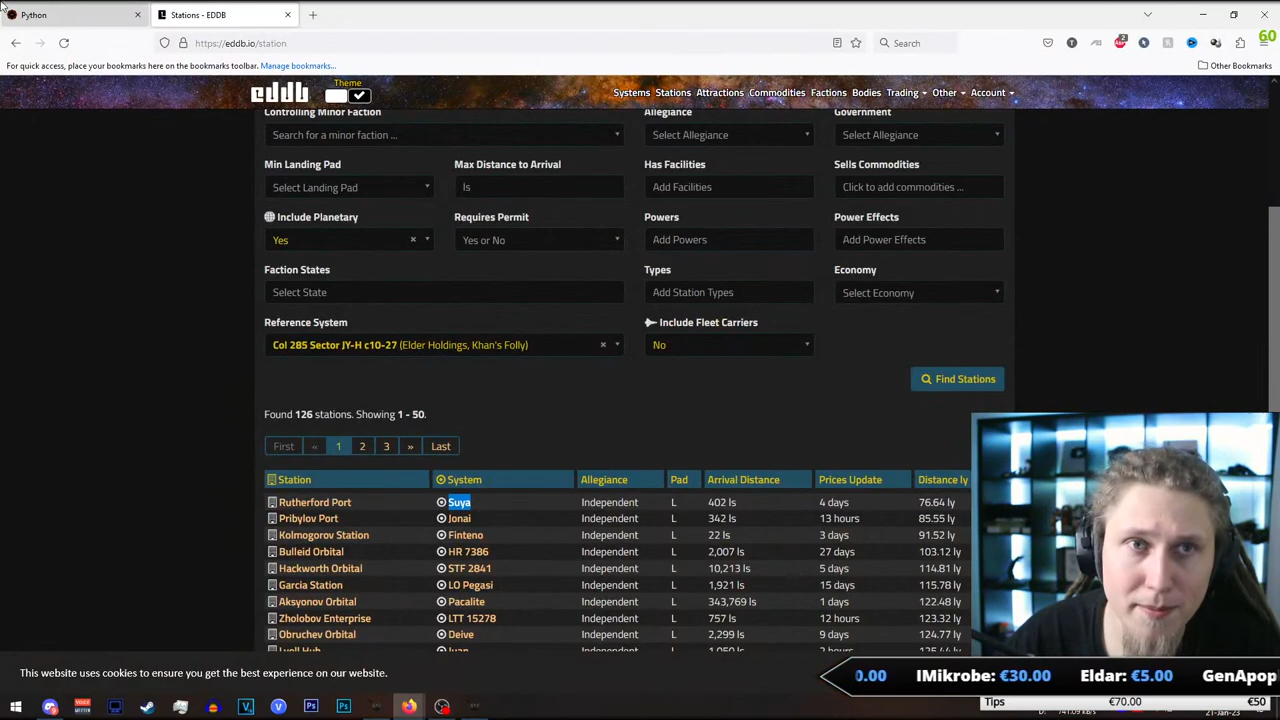 Python
Stations - EDDB
60
https://eddb.io/station
Search
2
For quick access, place your bookmarks here on the bookmarks toolbar. Manage bookmarks...
Other Bookmarks
eddb
Theme
Systems Stations Attractions Commodities Factions Bodies Trading Other Account
Controlling Minor Faction Allegiance Government
Search for a minor faction ... Select Allegiance Select Allegiance
Min Landing Pad Max Distance to Arrival Has Facilities Sells Commodities
Select Landing Pad ls Add Facilities Click to add commodities ...
Include Planetary Requires Permit Powers Power Effects
Yes Yes or No Add Powers Add Power Effects
Faction States Types Economy
Select State Add Station Types Select Economy
Reference System Include Fleet Carriers
Col 285 Sector JY-H c10-27 (Elder Holdings, Khan's Folly) No
Find Stations
Found 126 stations. Showing 1 - 50.
First « 1 2 3 » Last
Station System Allegiance Pad Arrival Distance Prices Update Distance ly
Rutherford Port Suya Independent L 402 ls 4 days 76.64 ly
Pribylov Port Jonai Independent L 342 ls 13 hours 85.55 ly
Kolmogorov Station Finteno Independent L 22 ls 3 days 91.52 ly
Bulleid Orbital HR 7386 Independent L 2,007 ls 27 days 103.12 ly
Hackworth Orbital STF 2841 Independent L 10,213 ls 5 days 114.81 ly
Garcia Station LO Pegasi Independent L 1,921 ls 15 days 115.78 ly
Aksyonov Orbital Pacalite Independent L 343,769 ls 1 days 122.48 ly
Zholobov Enterprise LTT 15278 Independent L 757 ls 12 hours 123.32 ly
Obruchev Orbital Deive Independent L 2,299 ls 9 days 124.77 ly
This website uses cookies to ensure you get the best experience on our website.
0.00 IMikrobe: €30.00 Eldar: €5.00 GenApop
Tips €70.00 €50
21-Jan-23